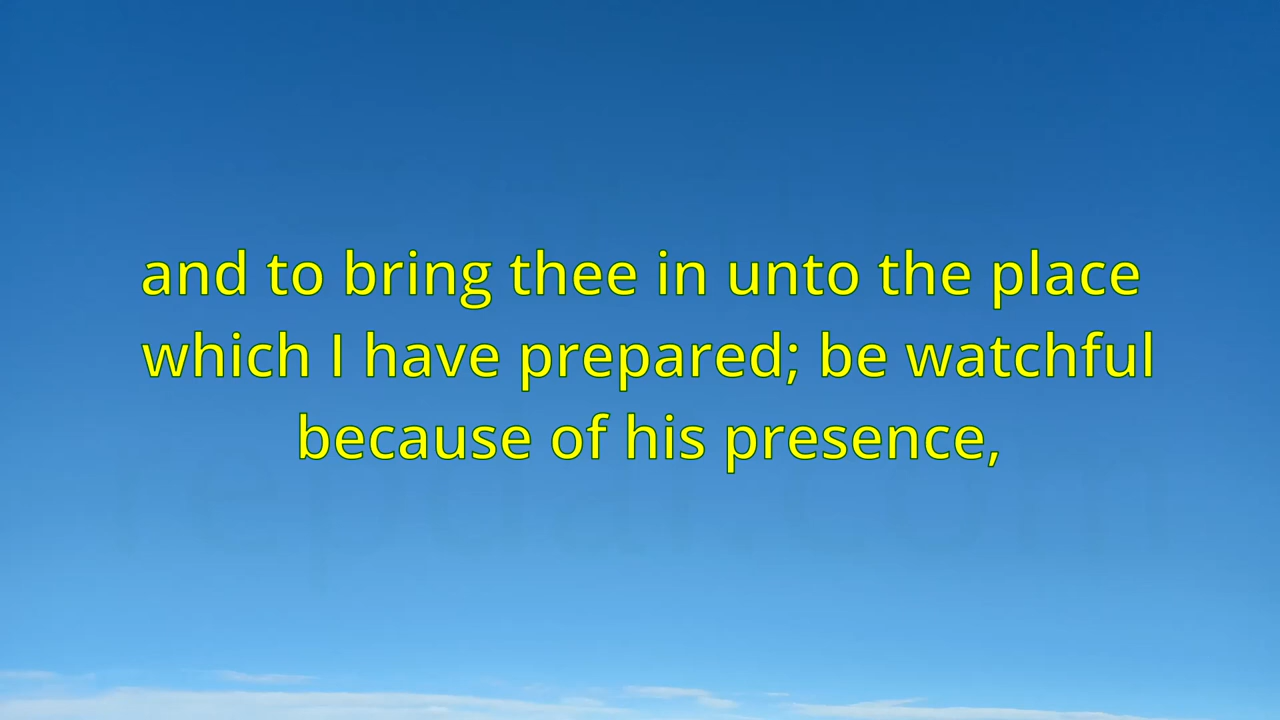 and to bring thee in unto the place
which I have prepared; be watchful
because of his presence,